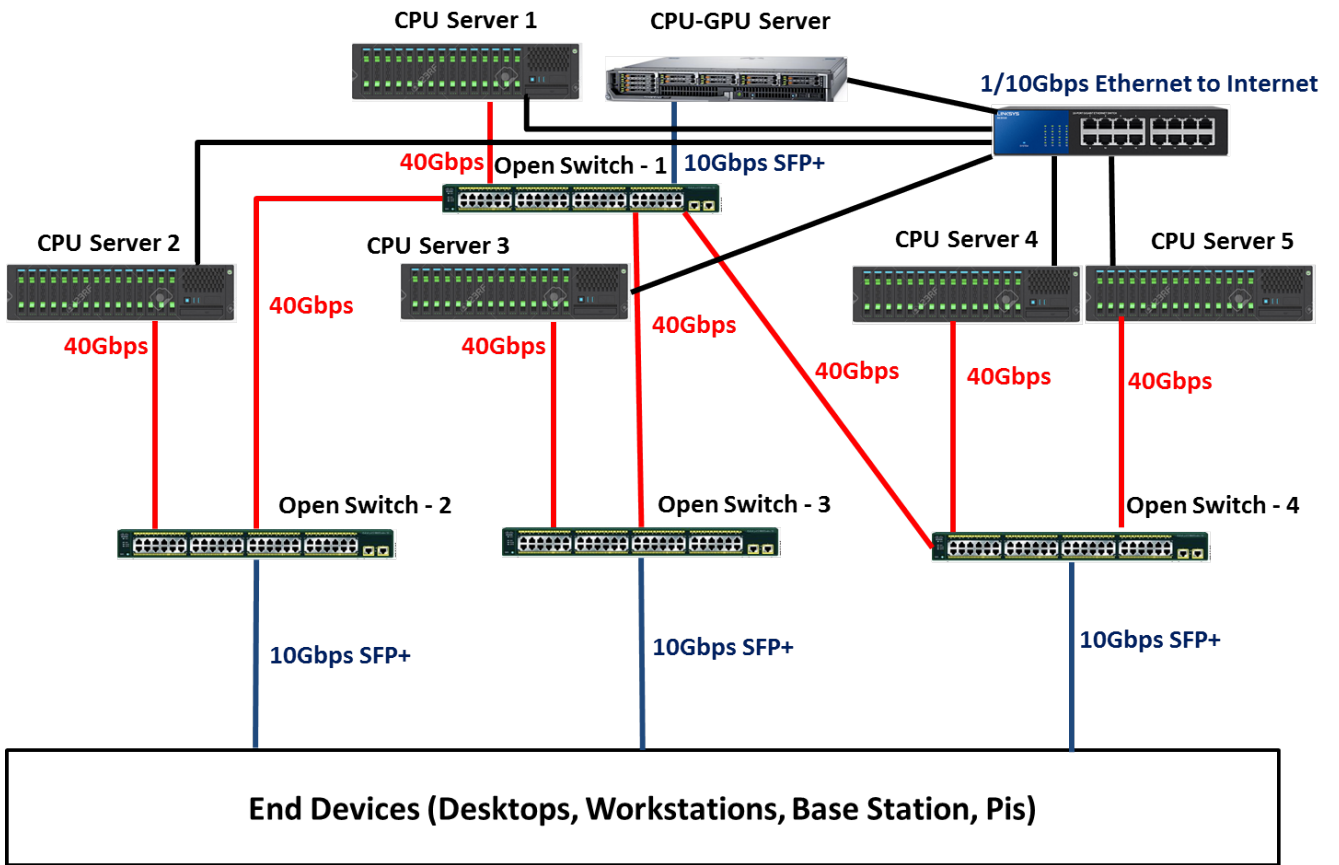 CPU Server 1
CPU-GPU Server
1/10Gbps Ethernet to Internet
LINKSYS
40Gbps
Open Switch - 1
10Gbps SFP+
CPU Server 2
CPU Server 3
CPU Server 4
CPU Server 5
40Gbps
40Gbps
40Gbps
40Gbps
40Gbps
40Gbps
40Gbps
Open Switch - 2
Open Switch - 3
Open Switch - 4
10Gbps SFP+
10Gbps SFP+
10Gbps SFP+
End Devices (Desktops, Workstations, Base Station, Pis)